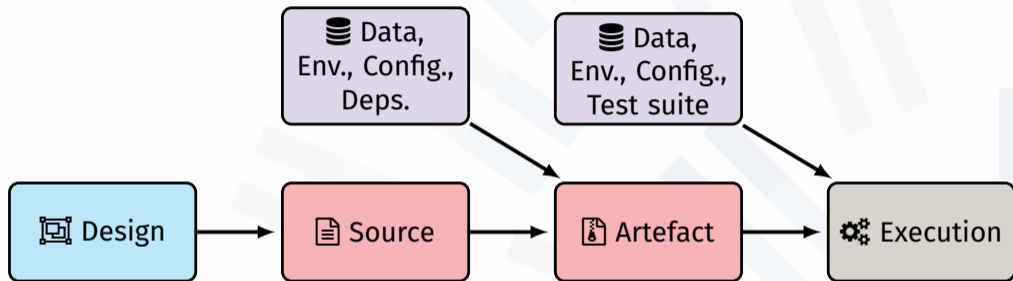 Data,
Env., Config.,
Deps.
Data,
Env., Config.,
Test suite
Design
Source
Artefact
Execution